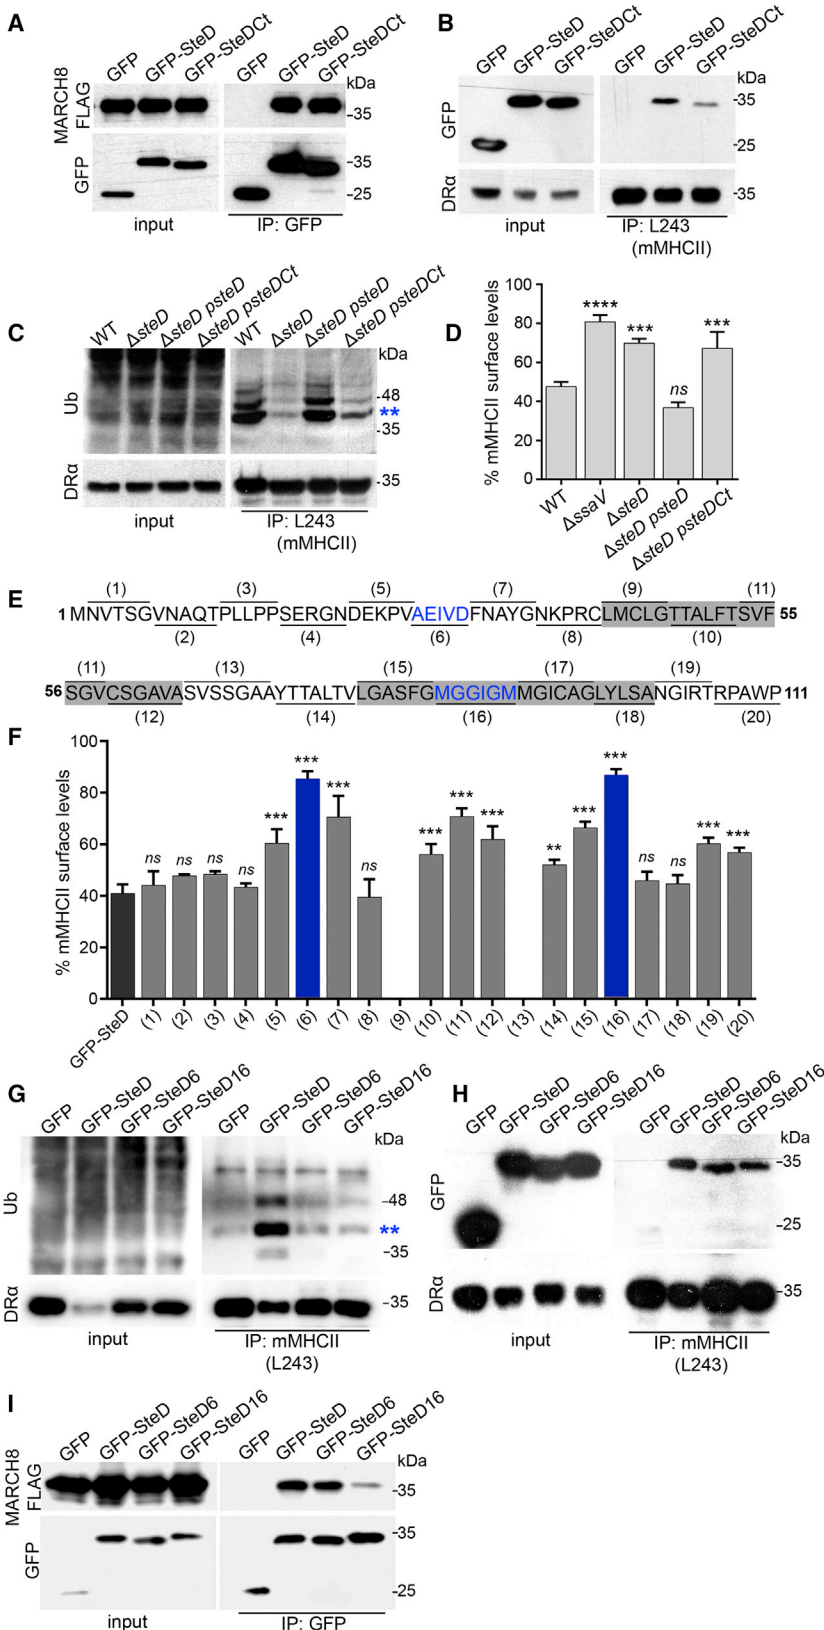 A
GFP GFP-SteD GFP-SteDCt GFP GFP-SteD GFP-SteDCt
kDa
MARCH8 FLAG
-35
GFP
-35
-25
input IP: GFP
B
GFP GFP-SteD GFP-SteDCt GFP GFP-SteD GFP-SteDCt
kDa
GFP
-35
-25
DRα
-35
input IP: L243
(mMHCII)
C
WT ΔsteD ΔsteD psteD ΔsteD psteDCt WT ΔsteD ΔsteD psteD ΔsteD psteDCt
kDa
Ub
-48
**
-35
DRα
-35
input IP: L243
(mMHCII)
D
% mMHCII surface levels
100
80
60
40
20
0
**** *** ns ***
WT ΔssaV ΔsteD ΔsteD psteD ΔsteD psteDCt
E
(1) (3) (5) (7) (9) (11)
1 MNVTSGVNAQTPLLPPSERGNDEKPVAEIVDFNAYGNKPRCLMCLGTTALFTSVF 55
(2) (4) (6) (8) (10)
(11) (13) (15) (17) (19)
56 SGVCSGAVASVSSGAAYTTALTVLGASFGMGGIGMMGICAGLYLSANGIRTRPAWP 111
(12) (14) (16) (18) (20)
F
% mMHCII surface levels
100
80
60
40
20
0
ns ns ns ns *** *** *** ns *** *** *** ** *** *** ns ns *** ***
GFP-SteD (1) (2) (3) (4) (5) (6) (7) (8) (9) (10) (11) (12) (13) (14) (15) (16) (17) (18) (19) (20)
G
GFP GFP-SteD GFP-SteD6 GFP-SteD16 GFP GFP-SteD GFP-SteD6 GFP-SteD16
kDa
Ub
-48
**
-35
DRα
-35
input IP: mMHCII
(L243)
H
GFP GFP-SteD GFP-SteD6 GFP-SteD16 GFP GFP-SteD GFP-SteD6 GFP-SteD16
kDa
GFP
-35
-25
DRα
-35
input IP: mMHCII
(L243)
I
GFP GFP-SteD GFP-SteD6 GFP-SteD16 GFP GFP-SteD GFP-SteD6 GFP-SteD16
kDa
MARCH8 FLAG
-35
GFP
-35
-25
input IP: GFP